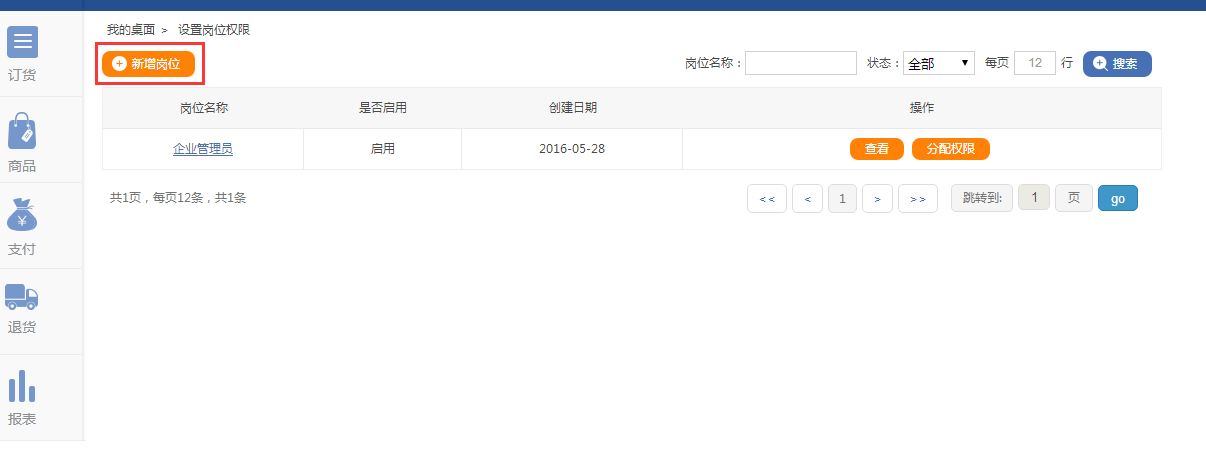 我的桌面 > 设置岗位权限
新增岗位
岗位名称： 状态：全部 每页 12 行 搜索
岗位名称 是否启用 创建日期 操作
企业管理员 启用 2016-05-28 查看 分配权限
共1页，每页12条，共1条 << < 1 > >> 跳转到: 1 页 go
订货
商品
支付
退货
报表